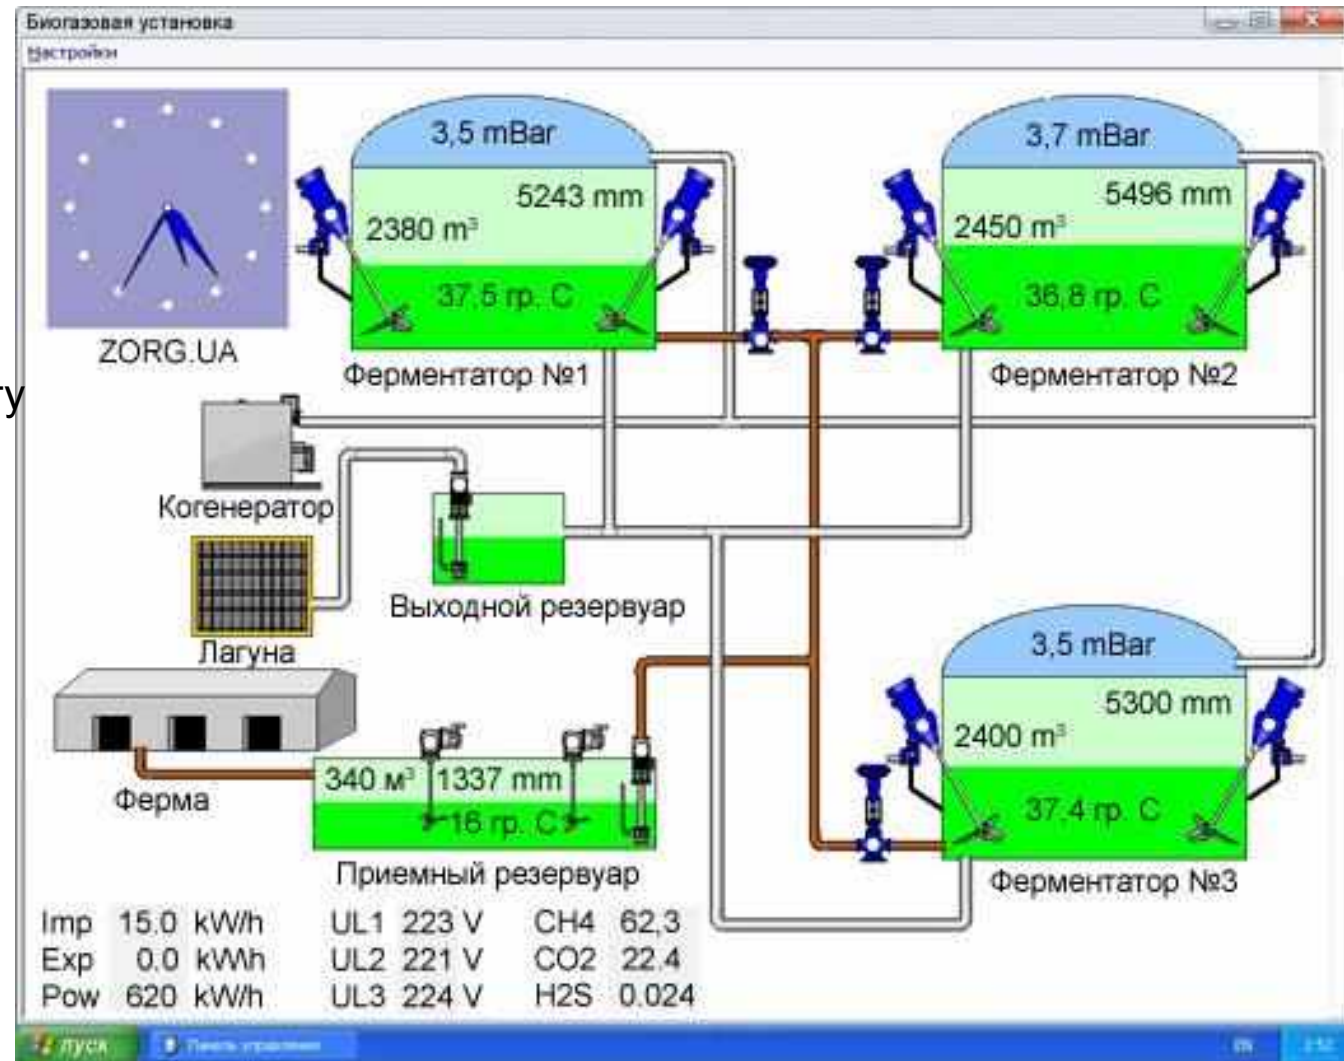 Биогазовая установка
Настройки
ZORG.UA
3,5 mBar
5243 mm
2380 m³
37.5 гр. С
Ферментатор №1
3,7 mBar
5496 mm
2450 m³
36,8 гр. С
Ферментатор №2
ry
Когенератор
Лагуна
Выходной резервуар
Ферма
340 м³ 1337 mm
16 гр. С
Приемный резервуар
3,5 mBar
5300 mm
2400 m³
37,4 гр. С
Ферментатор №3
Imp 15.0 kW/h UL1 223 V CH4 62,3
Exp 0.0 kW\h UL2 221 V CO2 22.4
Pow 620 kW/h UL3 224 V H2S 0.024
пуск
Панель управления